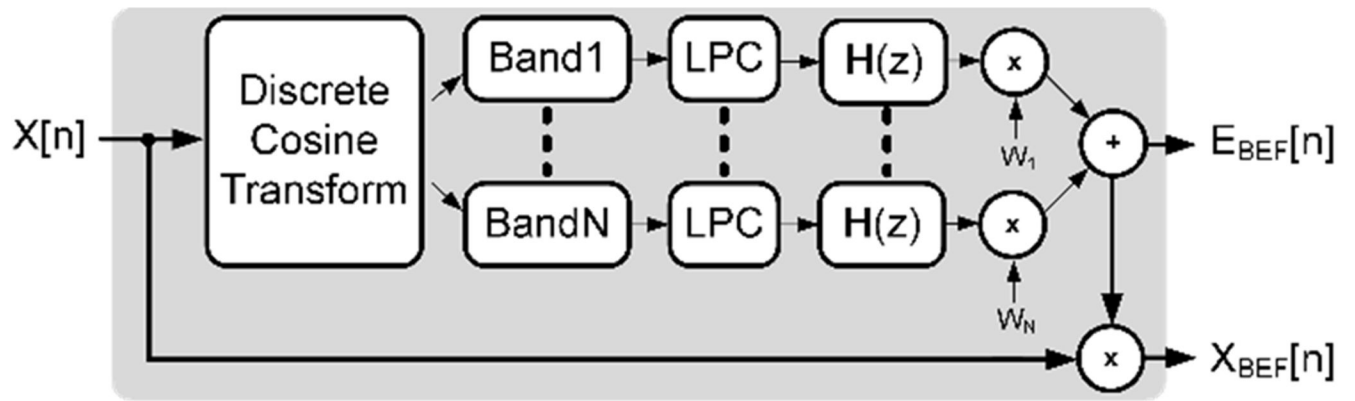 X[n]
Discrete
Cosine
Transform
Band1
LPC
H(z)
x
W1
+
EBEF[n]
BandN
LPC
H(z)
x
WN
x
XBEF[n]